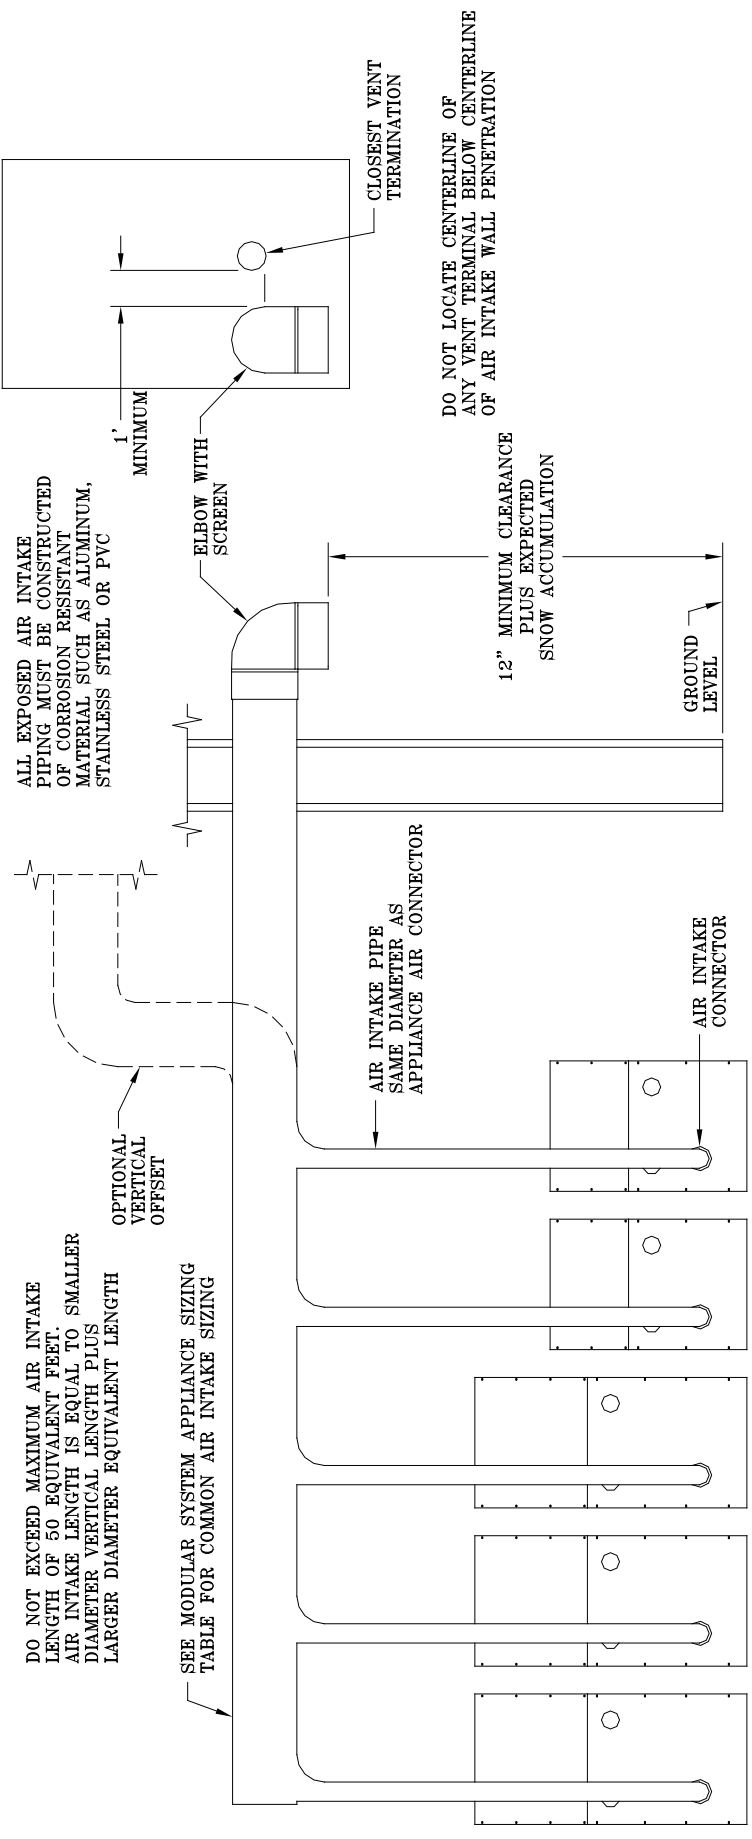 DO NOT EXCEED MAXIMUM AIR INTAKE
LENGTH OF 50 EQUIVALENT FEET.
AIR INTAKE LENGTH IS EQUAL TO SMALLER
DIAMETER VERTICAL LENGTH PLUS
LARGER DIAMETER EQUIVALENT LENGTH
OPTIONAL
VERTICAL
OFFSET
SEE MODULAR SYSTEM APPLIANCE SIZING
TABLE FOR COMMON AIR INTAKE SIZING
ALL EXPOSED AIR INTAKE
PIPING MUST BE CONSTRUCTED
OF CORROSION RESISTANT
MATERIAL SUCH AS ALUMINUM,
STAINLESS STEEL OR PVC
1'
MINIMUM
ELBOW WITH
SCREEN
CLOSEST VENT
TERMINATION
DO NOT LOCATE CENTERLINE OF
ANY VENT TERMINAL BELOW CENTERLINE
OF AIR INTAKE WALL PENETRATION
12" MINIMUM CLEARANCE
PLUS EXPECTED
SNOW ACCUMULATION
GROUND
LEVEL
AIR INTAKE PIPE
SAME DIAMETER AS
APPLIANCE AIR CONNECTOR
AIR INTAKE
CONNECTOR